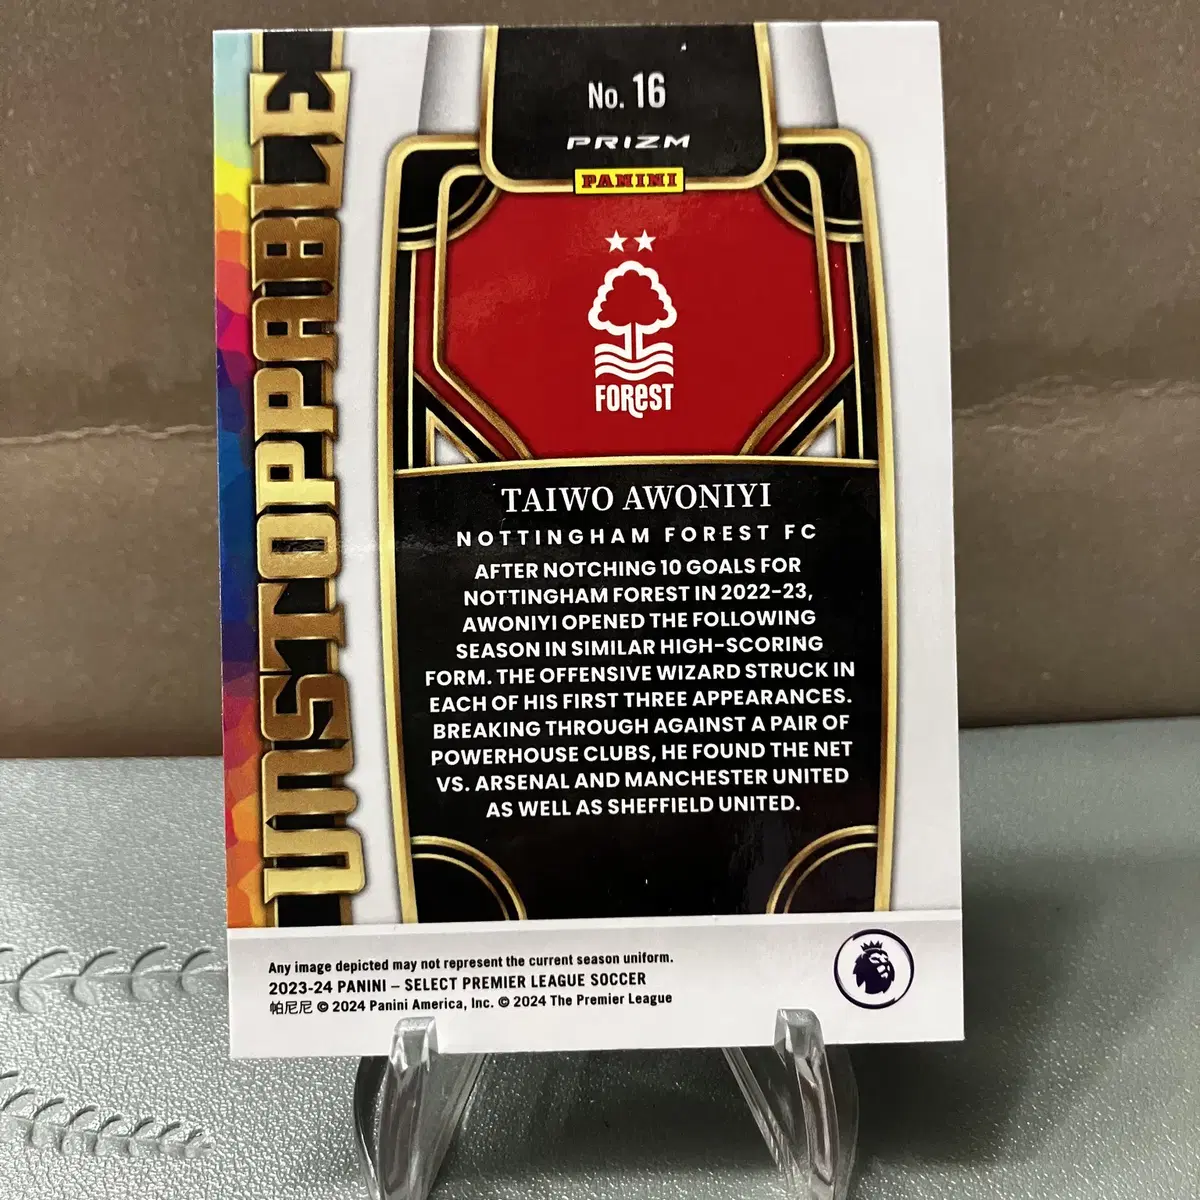 No. 16
PRIZM
PANINI
UNSTOPPABLE
FOREST
TAIWO AWONIYI
NOTTINGHAM FOREST FC
AFTER NOTCHING 10 GOALS FOR
NOTTINGHAM FOREST IN 2022-23,
AWONIYI OPENED THE FOLLOWING
SEASON IN SIMILAR HIGH-SCORING
FORM. THE OFFENSIVE WIZARD STRUCK IN
EACH OF HIS FIRST THREE APPEARANCES.
BREAKING THROUGH AGAINST A PAIR OF
POWERHOUSE CLUBS, HE FOUND THE NET
VS. ARSENAL AND MANCHESTER UNITED
AS WELL AS SHEFFIELD UNITED.
Any image depicted may not represent the current season uniform.
2023-24 PANINI – SELECT PREMIER LEAGUE SOCCER
帕尼尼 © 2024 Panini America, Inc. © 2024 The Premier League